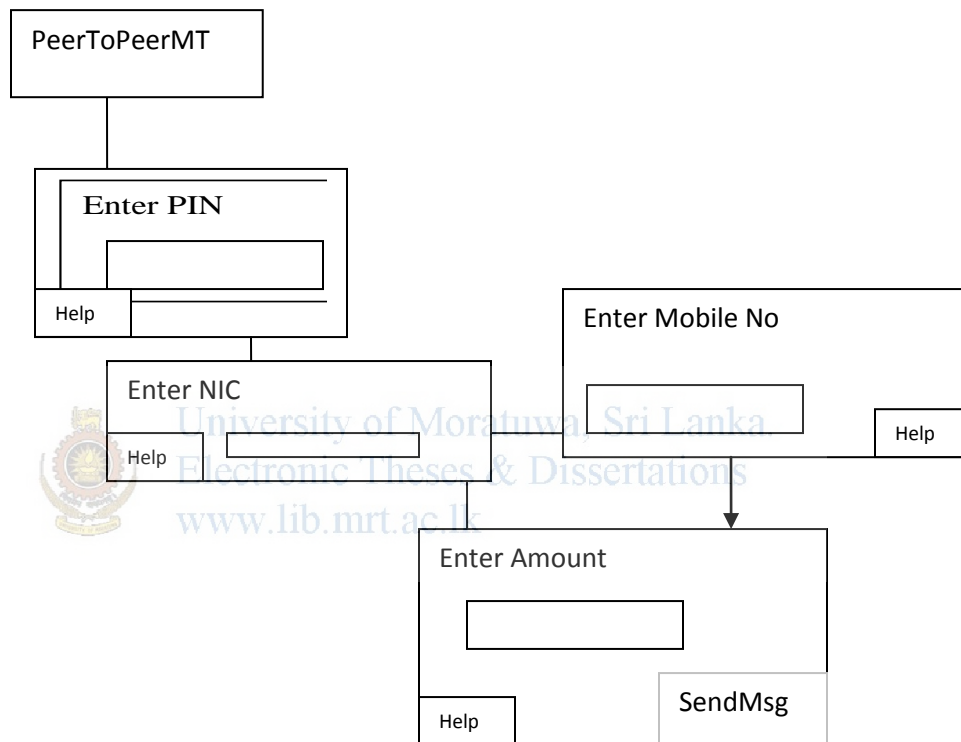 PeerToPeerMT
Enter PIN
Help
Enter Mobile No
Help
Enter NIC
Help
University of Moratuwa, Sri Lanka.
Electronic Theses & Dissertations
www.lib.mrt.ac.lk
Enter Amount
SendMsg
Help